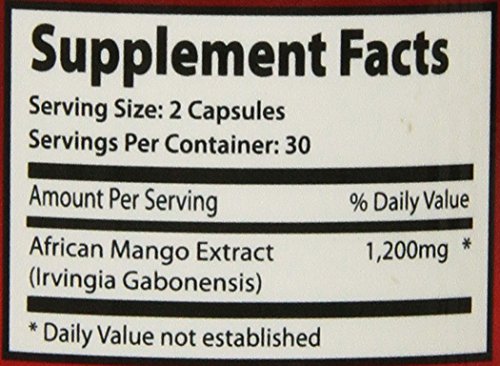 Supplement Facts
Serving Size: 2 Capsules
Servings Per Container: 30
Amount Per Serving % Daily Value
African Mango Extract 1,200mg *
(Irvingia Gabonensis)
* Daily Value not established